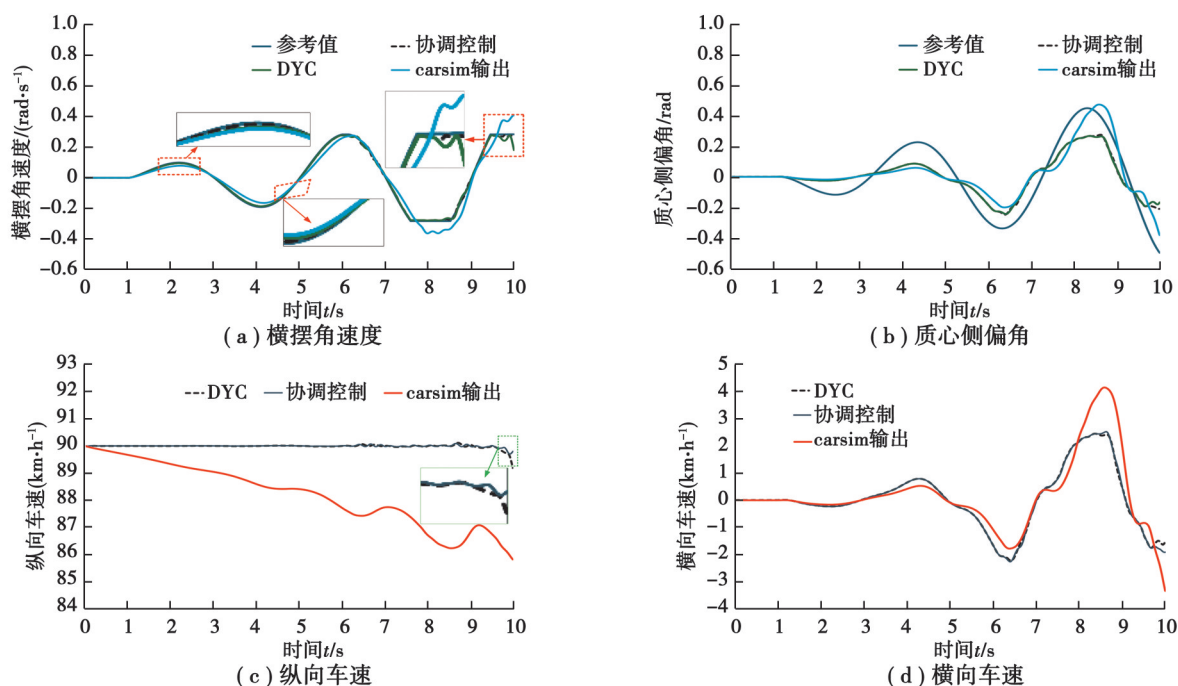 1.0
0.8
0.6
0.4
0.2
0
−0.2
−0.4
−0.6
横摆角速度/(rad·s⁻¹)
参考值 协调控制
DYC carsim输出
0 1 2 3 4 5 6 7 8 9 10
时间t/s
(a)横摆角速度
1.0
0.8
0.6
0.4
0.2
0
−0.2
−0.4
−0.6
质心侧偏角/rad
参考值 协调控制
DYC carsim输出
0 1 2 3 4 5 6 7 8 9 10
时间t/s
(b)质心侧偏角
93
92
91
90
89
88
87
86
85
84
纵向车速(km·h⁻¹)
DYC 协调控制 carsim输出
0 1 2 3 4 5 6 7 8 9 10
时间t/s
(c)纵向车速
5
4
3
2
1
0
−1
−2
−3
−4
横向车速(km·h⁻¹)
DYC
协调控制
carsim输出
0 1 2 3 4 5 6 7 8 9 10
时间t/s
(d)横向车速